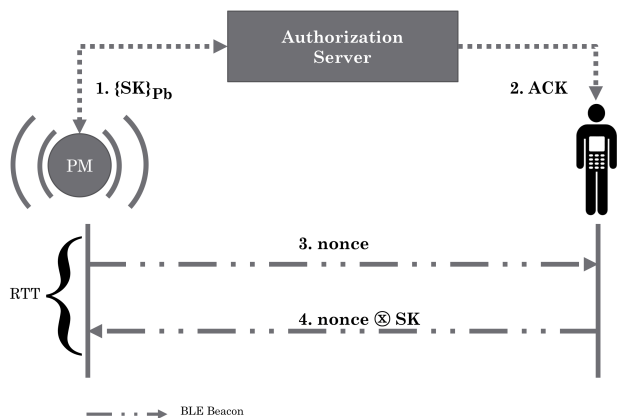 Authorization
Server
1. {SK}Pb
2. ACK
PM
3. nonce
RTT
4. nonce ⓧ SK
BLE Beacon